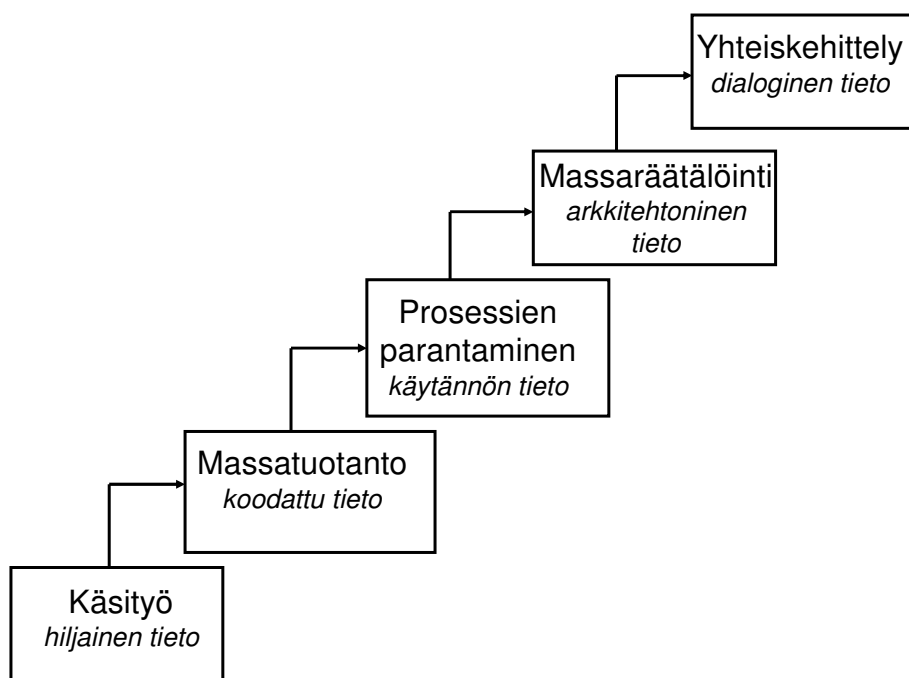 Yhteiskehittely
dialoginen tieto
Massaräätälöinti
arkkitehtoninen
tieto
Prosessien
parantaminen
käytännön tieto
Massatuotanto
koodattu tieto
Käsityö
hiljainen tieto